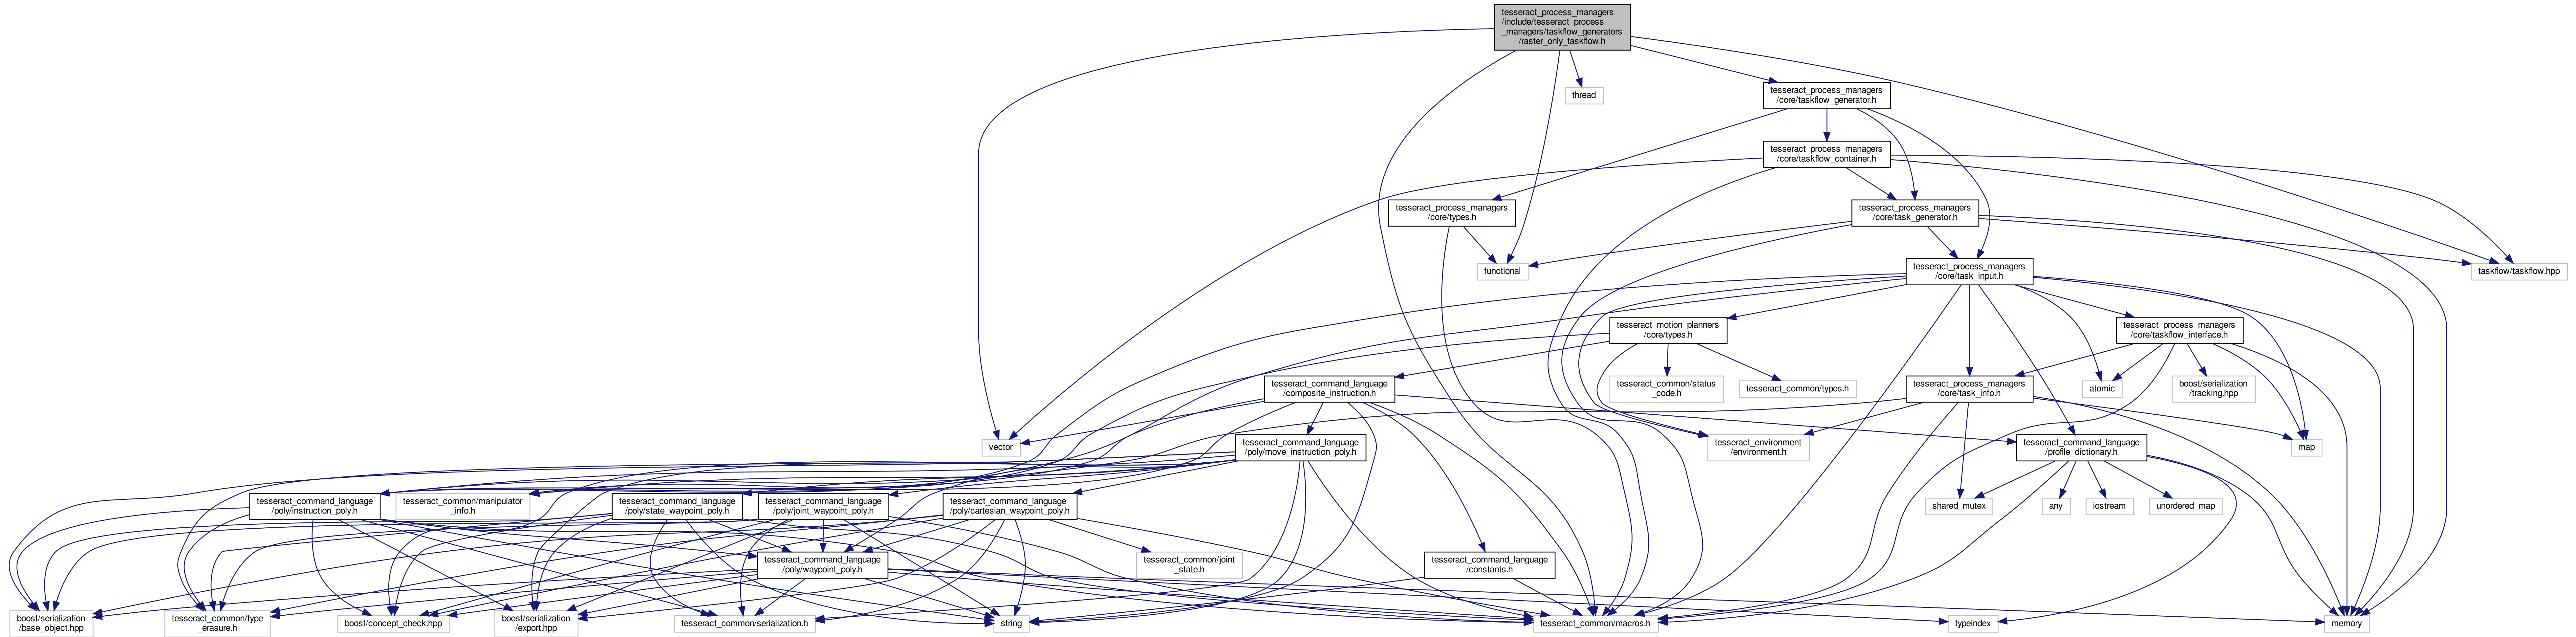 tesseract_process_managers
/include/tesseract_process
_managers/taskflow_generators
/raster_only_taskflow.h
thread
tesseract_process_managers
/core/taskflow_generator.h
tesseract_process_managers
/core/taskflow_container.h
tesseract_process_managers
/core/types.h
tesseract_process_managers
/core/task_generator.h
functional
tesseract_process_managers
/core/task_input.h
taskflow/taskflow.hpp
tesseract_motion_planners
/core/types.h
tesseract_process_managers
/core/taskflow_interface.h
tesseract_command_language
/composite_instruction.h
tesseract_common/status
_code.h
tesseract_common/types.h
tesseract_process_managers
/core/task_info.h
atomic
boost/serialization
/tracking.hpp
vector
tesseract_command_language
/poly/move_instruction_poly.h
tesseract_environment
/environment.h
tesseract_command_language
/profile_dictionary.h
map
tesseract_command_language
/poly/instruction_poly.h
tesseract_common/manipulator
_info.h
tesseract_command_language
/poly/state_waypoint_poly.h
tesseract_command_language
/poly/joint_waypoint_poly.h
tesseract_command_language
/poly/cartesian_waypoint_poly.h
shared_mutex
any
iostream
unordered_map
tesseract_command_language
/poly/waypoint_poly.h
tesseract_common/joint
_state.h
tesseract_command_language
/constants.h
boost/serialization
/base_object.hpp
tesseract_common/type
_erasure.h
boost/concept_check.hpp
boost/serialization
/export.hpp
tesseract_common/serialization.h
string
tesseract_common/macros.h
typeindex
memory